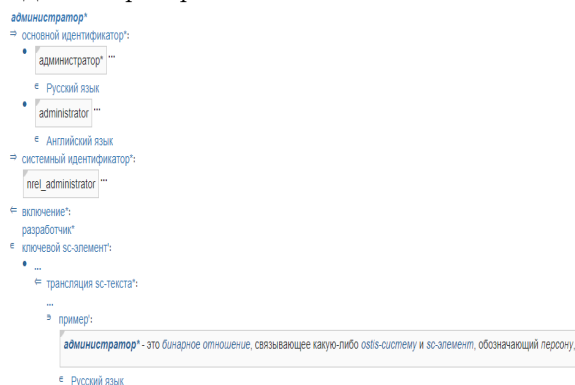 администратор*
⇒ основной идентификатор*:
• администратор* ...
∈ Русский язык
• administrator ...
∈ Английский язык
⇒ системный идентификатор*:
nrel_administrator ...
⇐ включение*:
разработчик*
∈ ключевой sc-элемент':
• ...
⇐ трансляция sc-текста*:
...
∋ пример':
администратор* - это бинарное отношение, связывающее какую-либо ostis-систему и sc-элемент, обозначающий персону,
∈ Русский язык